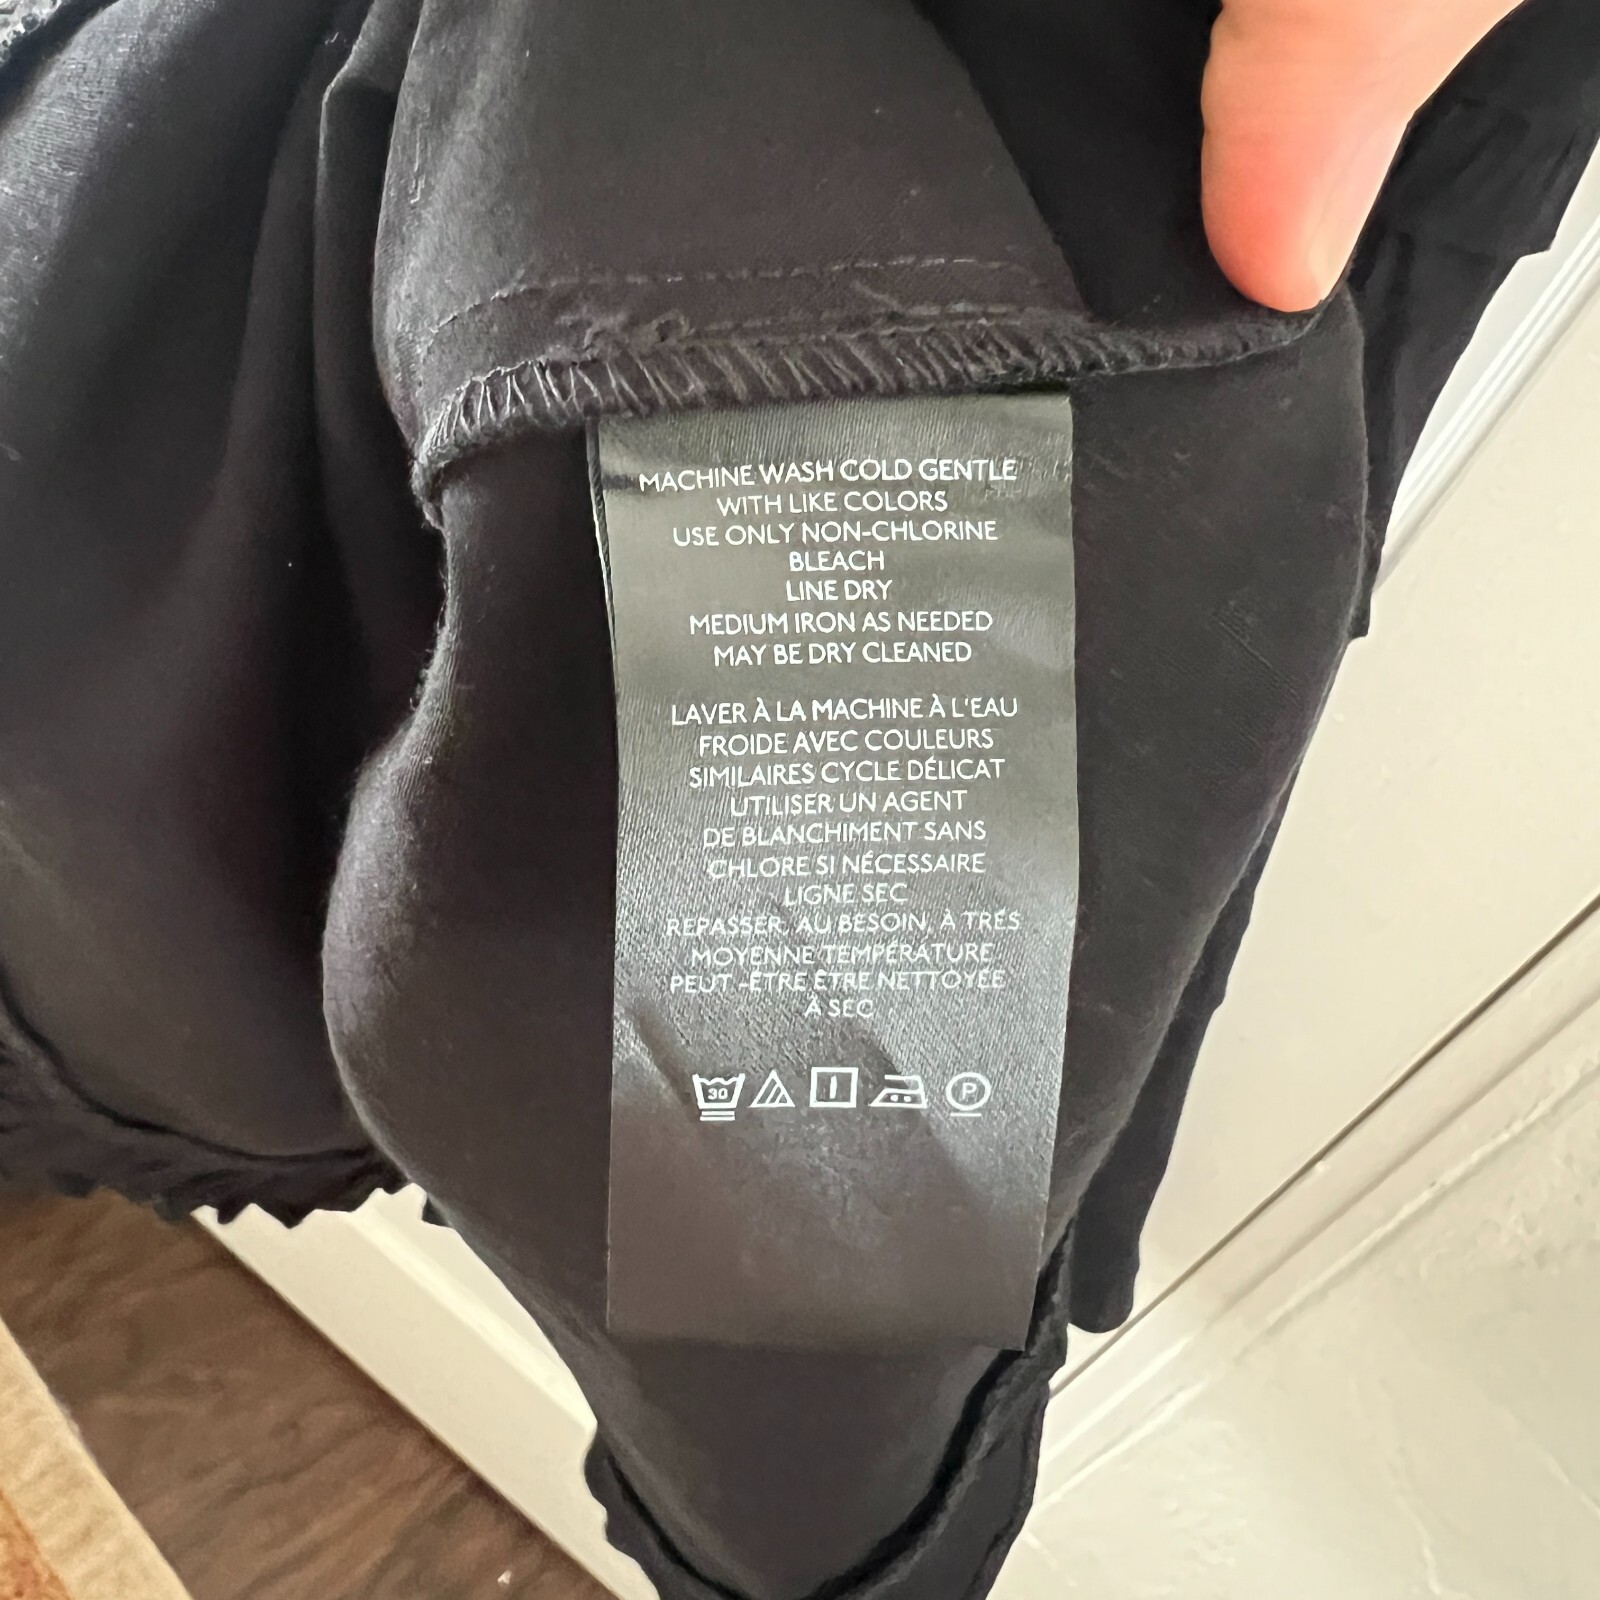 MACHINE WASH COLD GENTLE
WITH LIKE COLORS
USE ONLY NON-CHLORINE
BLEACH
LINE DRY
MEDIUM IRON AS NEEDED
MAY BE DRY CLEANED
LAVER À LA MACHINE À L'EAU
FROIDE AVEC COULEURS
SIMILAIRES CYCLE DÉLICAT
UTILISER UN AGENT
DE BLANCHIMENT SANS
CHLORE SI NÉCESSAIRE
LIGNE SEC
REPASSER, AU BESOIN, À TRÉS
MOYENNE TEMPÉRATURE
PEUT -ÊTRE ÊTRE NETTOYÉE
À SEC
30 P